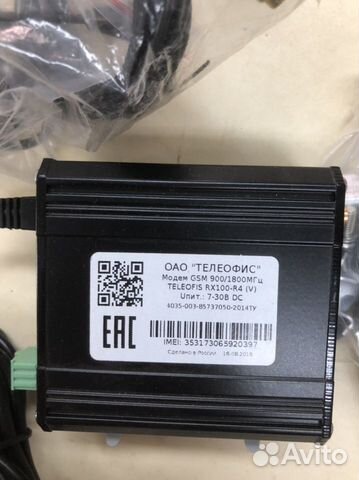 ОАО "ТЕЛЕОФИС"
Модем GSM 900/1800МГц
TELEOFIS RX100-R4 (V)
Uпит.: 7-30В DC
4035-003-85737050-2014ТУ
EAC
IMEI: 353173065920397
Сделано в России 18.08.2015
Avito